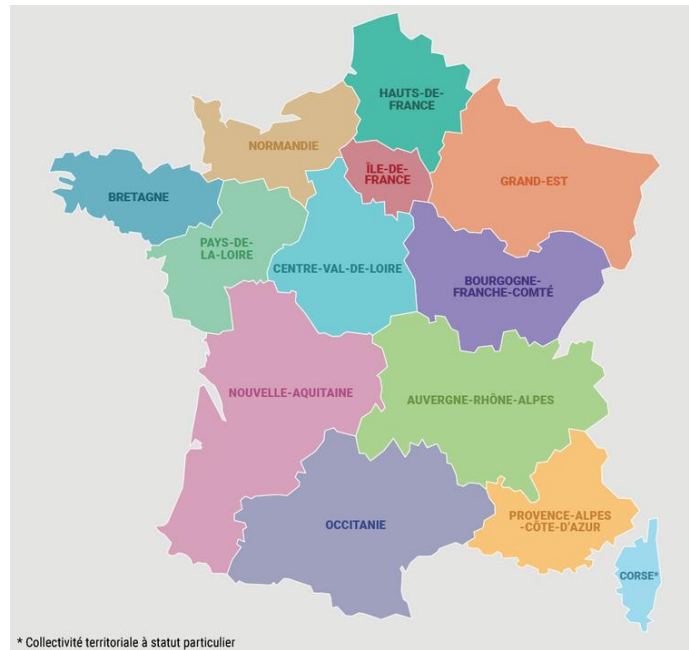 HAUTS-DE-
FRANCE
NORMANDIE
ÎLE-DE-
FRANCE
GRAND-EST
BRETAGNE
PAYS-DE-
LA-LOIRE
CENTRE-VAL-DE-LOIRE
BOURGOGNE-
FRANCHE-COMTÉ
NOUVELLE-AQUITAINE
AUVERGNE-RHÔNE-ALPES
OCCITANIE
PROVENCE-ALPES
-CÔTE-D'AZUR
CORSE*
* Collectivité territoriale à statut particulier